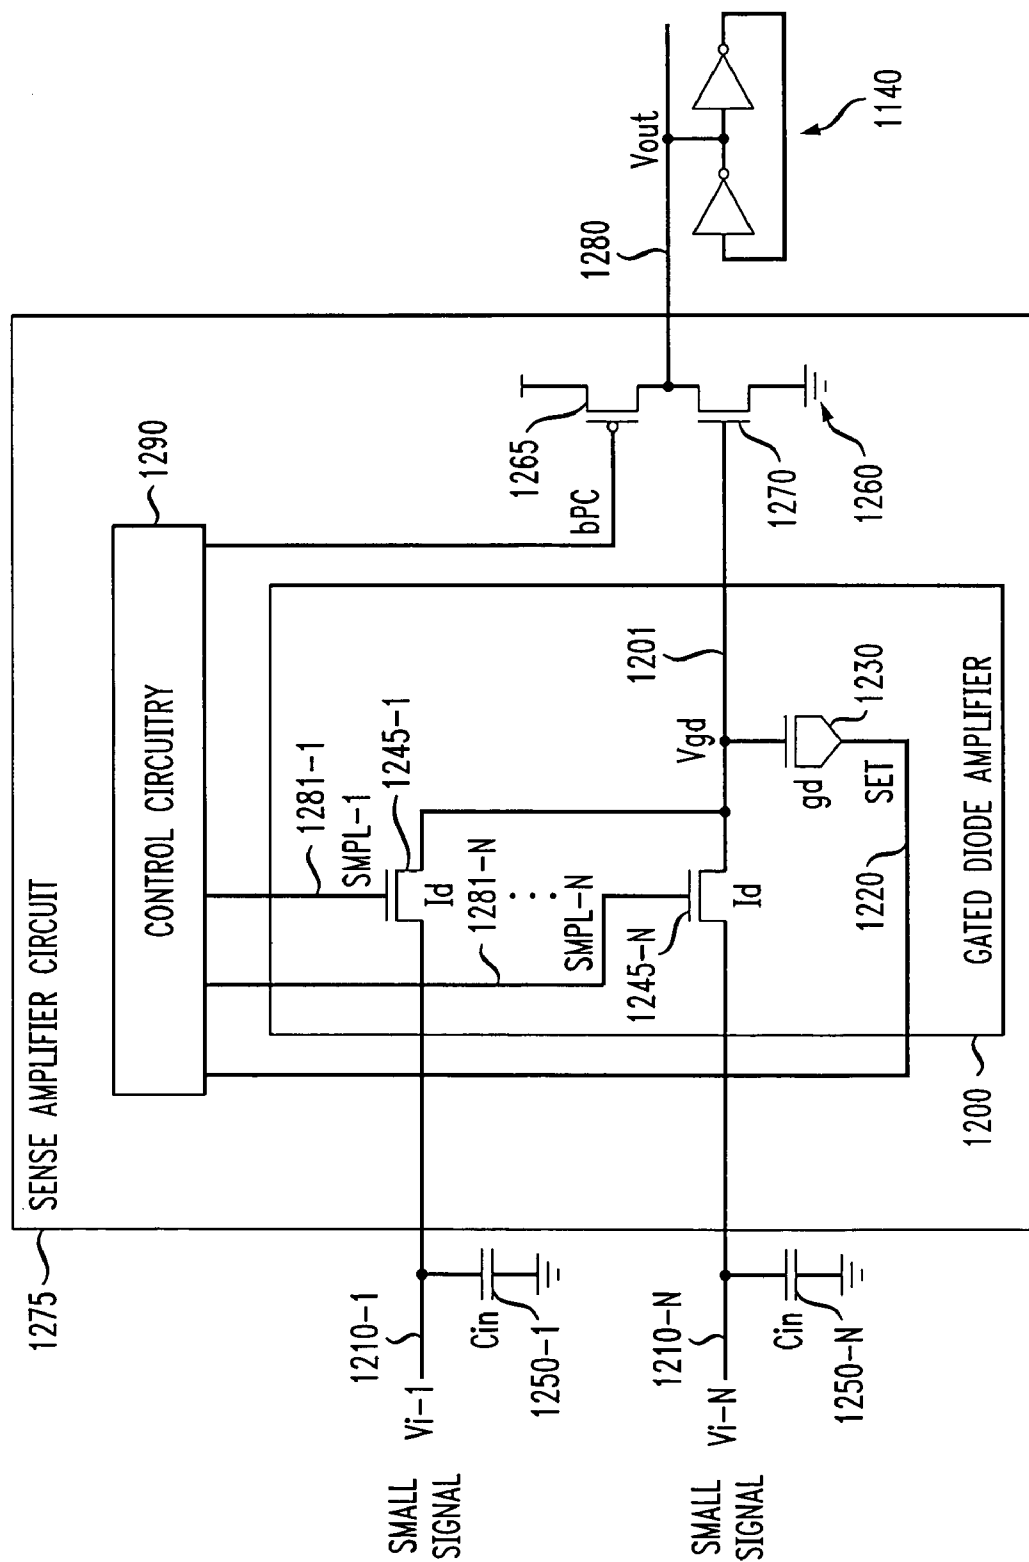 1275
SENSE AMPLIFIER CIRCUIT
CONTROL CIRCUITRY
1290
1281-1
SMPL-1
1245-1
Id
1281-N
SMPL-N
1245-N
Id
bPC
1265
1280
Vout
1140
1201
Vgd
gd
1230
SET
1220
1270
1260
GATED DIODE AMPLIFIER
1200
SMALL
SIGNAL
Vi-1
1210-1
Cin
1250-1
SMALL
SIGNAL
Vi-N
1210-N
Cin
1250-N